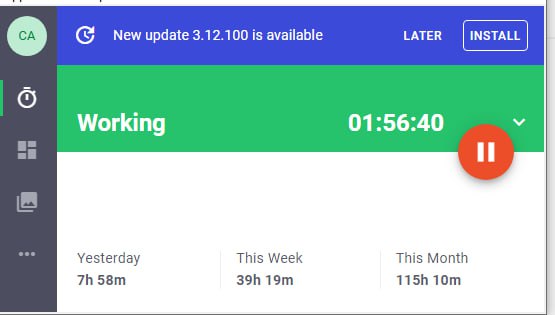 CA
New update 3.12.100 is available LATER INSTALL
Working 01:56:40
Yesterday This Week This Month
7h 58m 39h 19m 115h 10m